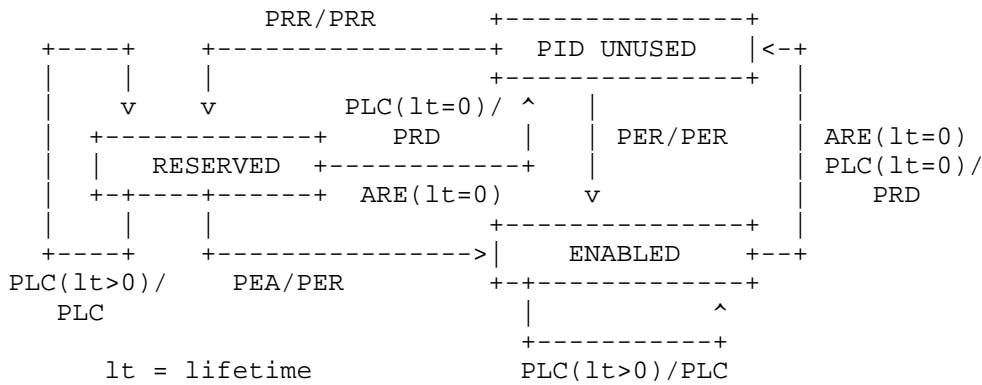 PRR/PRR
PID UNUSED
PLC(lt=0)/
PRD PER/PER ARE(lt=0)
RESERVED PLC(lt=0)/
ARE(lt=0) PRD
ENABLED
PLC(lt>0)/ PEA/PER
PLC
lt = lifetime PLC(lt>0)/PLC